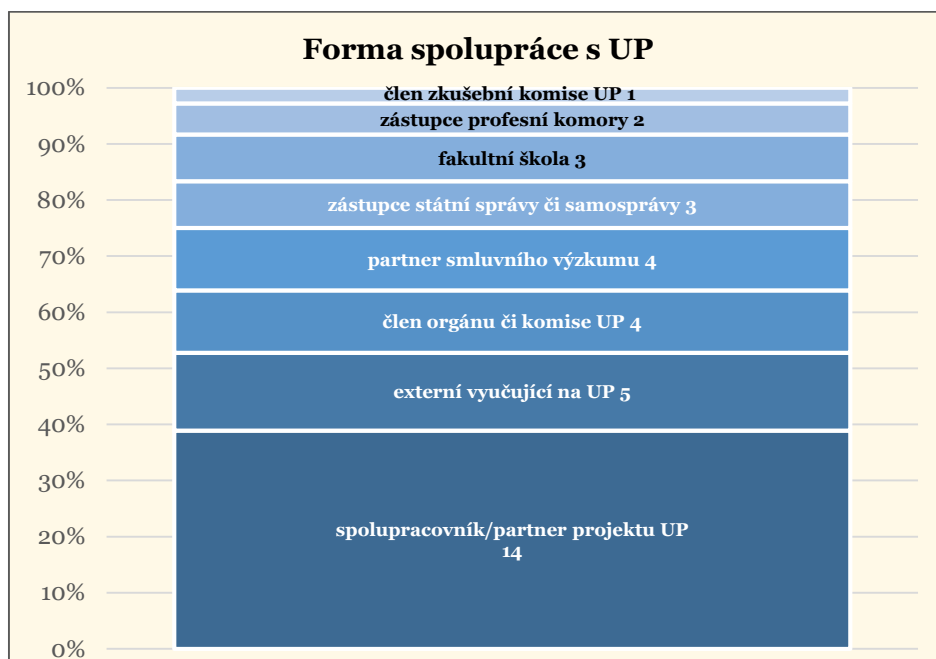 Forma spolupráce s UP
100%
90%
80%
70%
60%
50%
40%
30%
20%
10%
0%
člen zkušební komise UP 1
zástupce profesní komory 2
fakultní škola 3
zástupce státní správy či samosprávy 3
partner smluvního výzkumu 4
člen orgánu či komise UP 4
externí vyučující na UP 5
spolupracovník/partner projektu UP
14